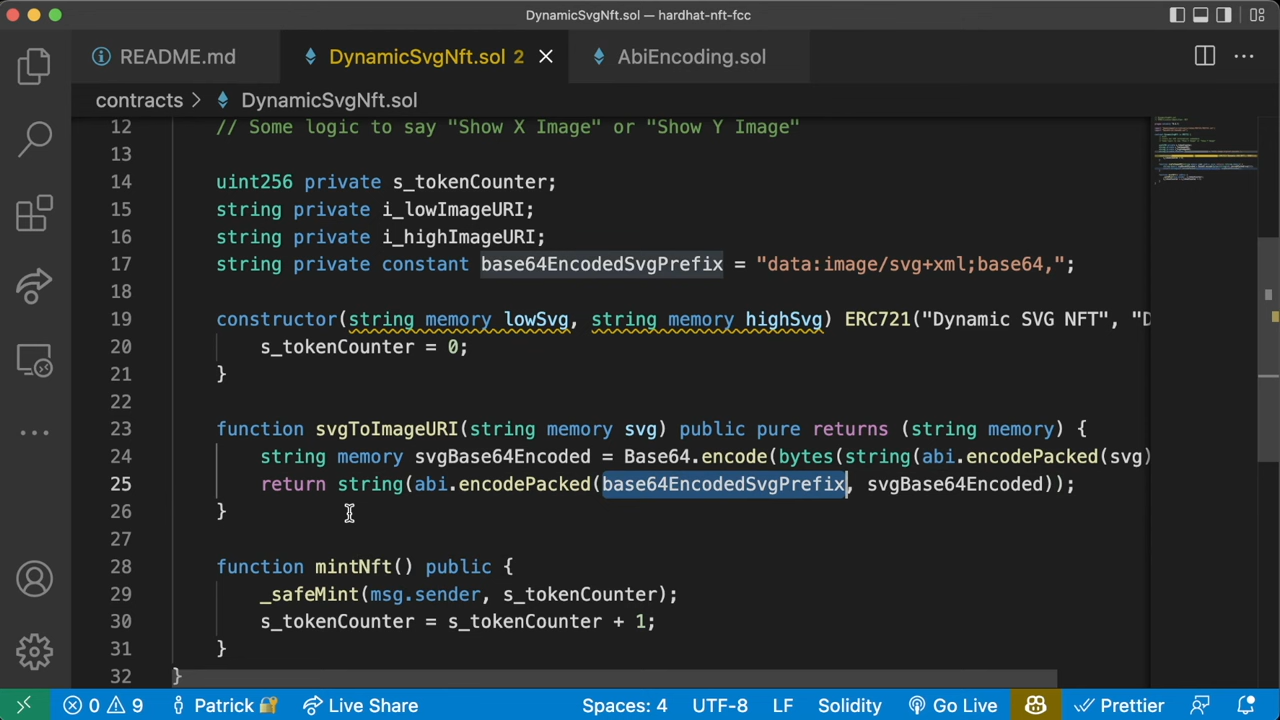 DynamicSvgNft.sol — hardhat-nft-fcc
README.md DynamicSvgNft.sol 2 AbiEncoding.sol
contracts > DynamicSvgNft.sol
12 // Some logic to say "Show X Image" or "Show Y Image"
13
14 uint256 private s_tokenCounter;
15 string private i_lowImageURI;
16 string private i_highImageURI;
17 string private constant base64EncodedSvgPrefix = "data:image/svg+xml;base64,";
18
19 constructor(string memory lowSvg, string memory highSvg) ERC721("Dynamic SVG NFT", "D
20 s_tokenCounter = 0;
21 }
22
23 function svgToImageURI(string memory svg) public pure returns (string memory) {
24 string memory svgBase64Encoded = Base64.encode(bytes(string(abi.encodePacked(svg)
25 return string(abi.encodePacked(base64EncodedSvgPrefix, svgBase64Encoded));
26 }
27
28 function mintNft() public {
29 _safeMint(msg.sender, s_tokenCounter);
30 s_tokenCounter = s_tokenCounter + 1;
31 }
32 }
0 9 Patrick🔐 Live Share Spaces: 4 UTF-8 LF Solidity Go Live Prettier